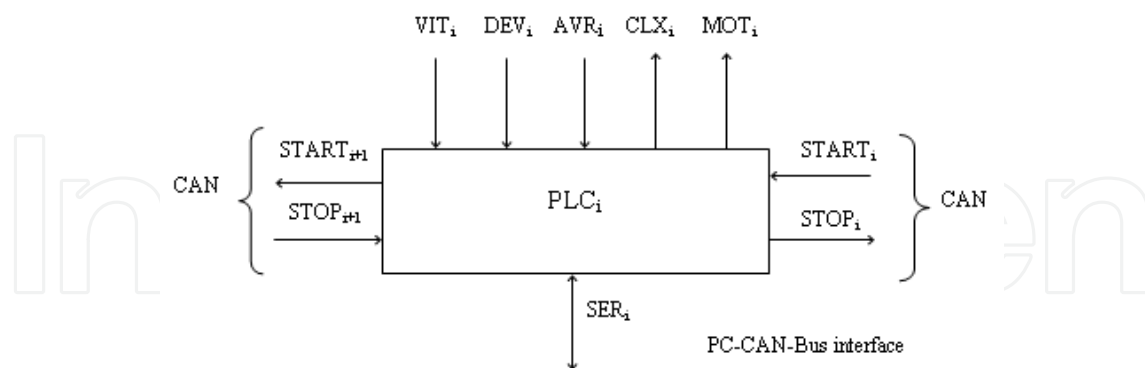 VITᵢ DEVᵢ AVRᵢ CLXᵢ MOTᵢ
STARTᵢ₊₁ STARTᵢ
CAN PLCᵢ CAN
STOPᵢ₊₁ STOPᵢ
SERᵢ
PC-CAN-Bus interface